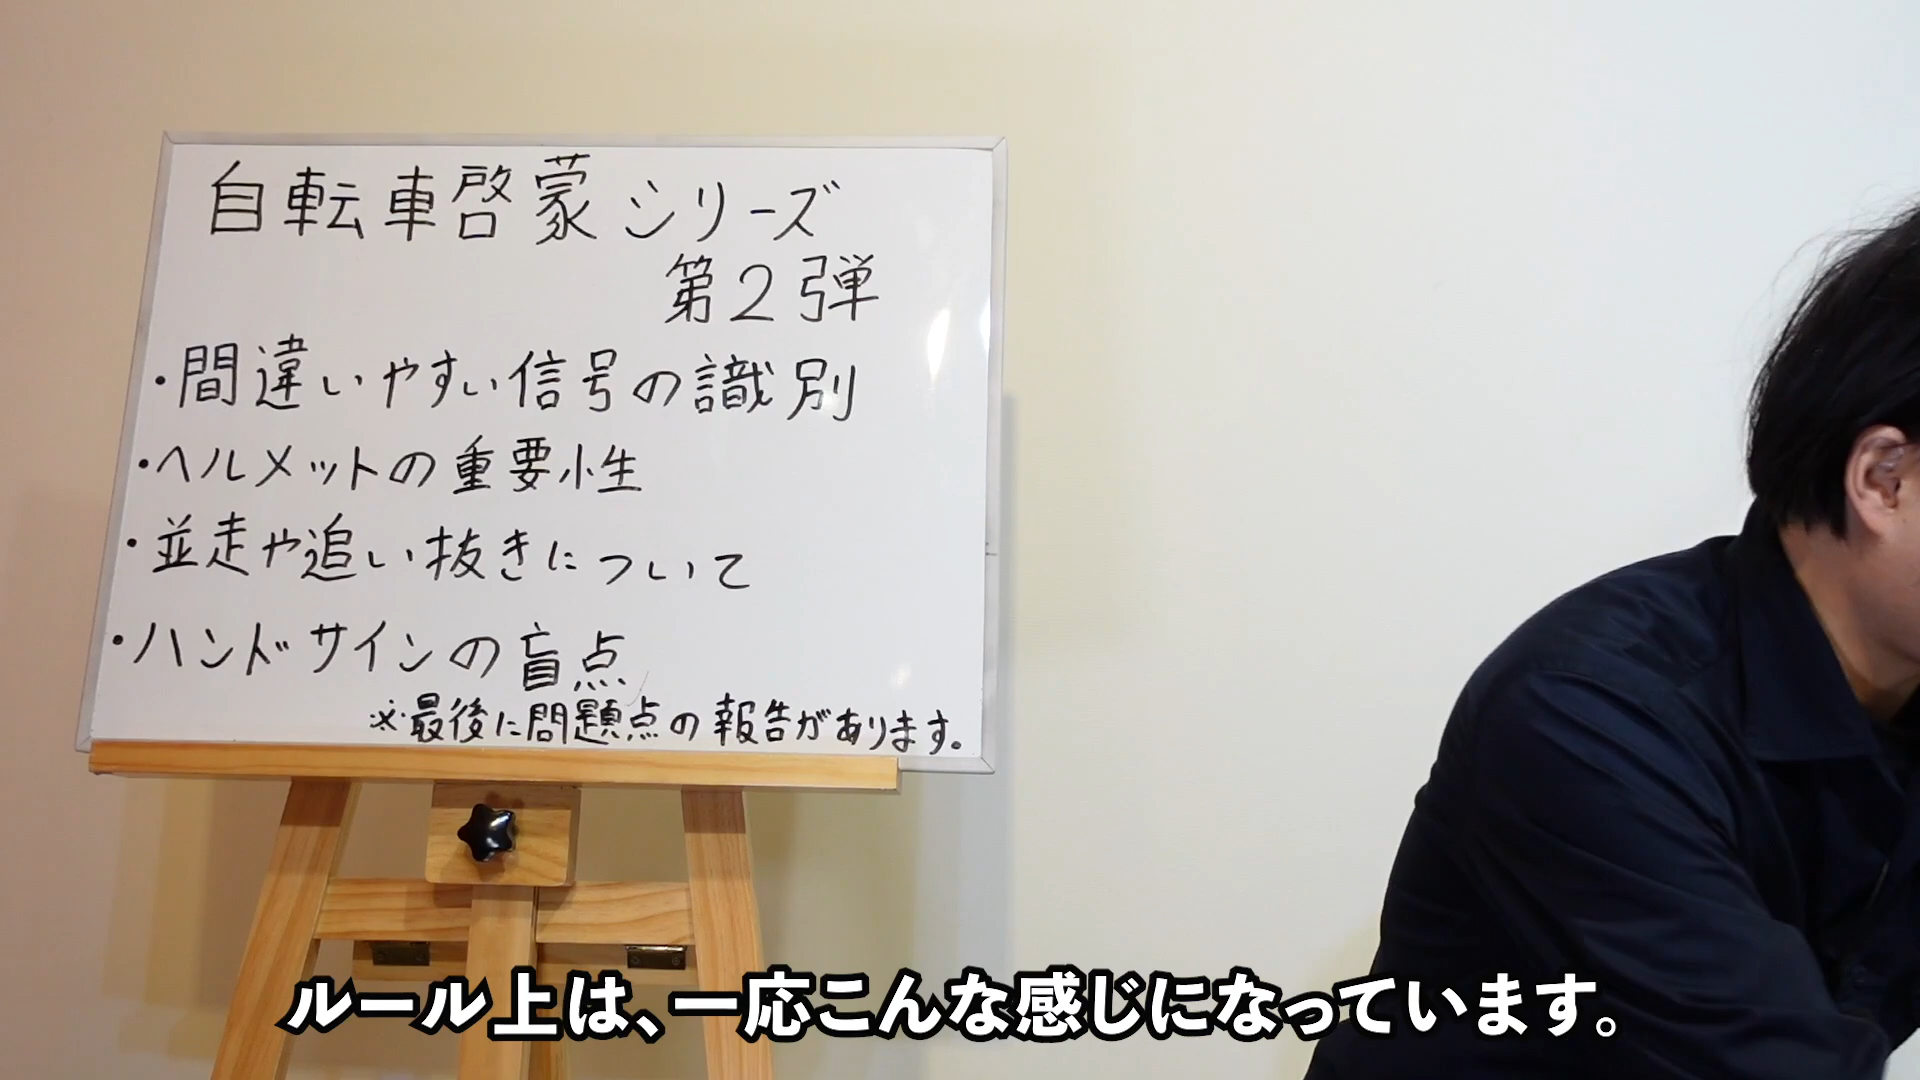 自転車啓蒙シリーズ
第2弾
・間違いやすい信号の識別
・ヘルメットの重要性
・並走や追い抜きについて
・ハンドサインの盲点
※最後に問題点の報告があります。
ルール上は、一応こんな感じになっています。